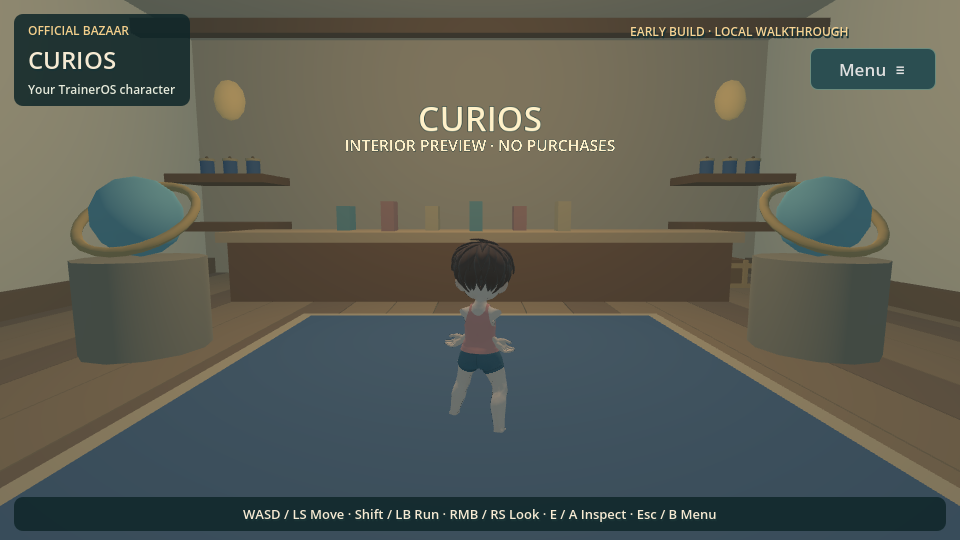 OFFICIAL BAZAAR
CURIOS
Your TrainerOS character
EARLY BUILD · LOCAL WALKTHROUGH
Menu ≡
CURIOS
INTERIOR PREVIEW · NO PURCHASES
WASD / LS Move · Shift / LB Run · RMB / RS Look · E / A Inspect · Esc / B Menu